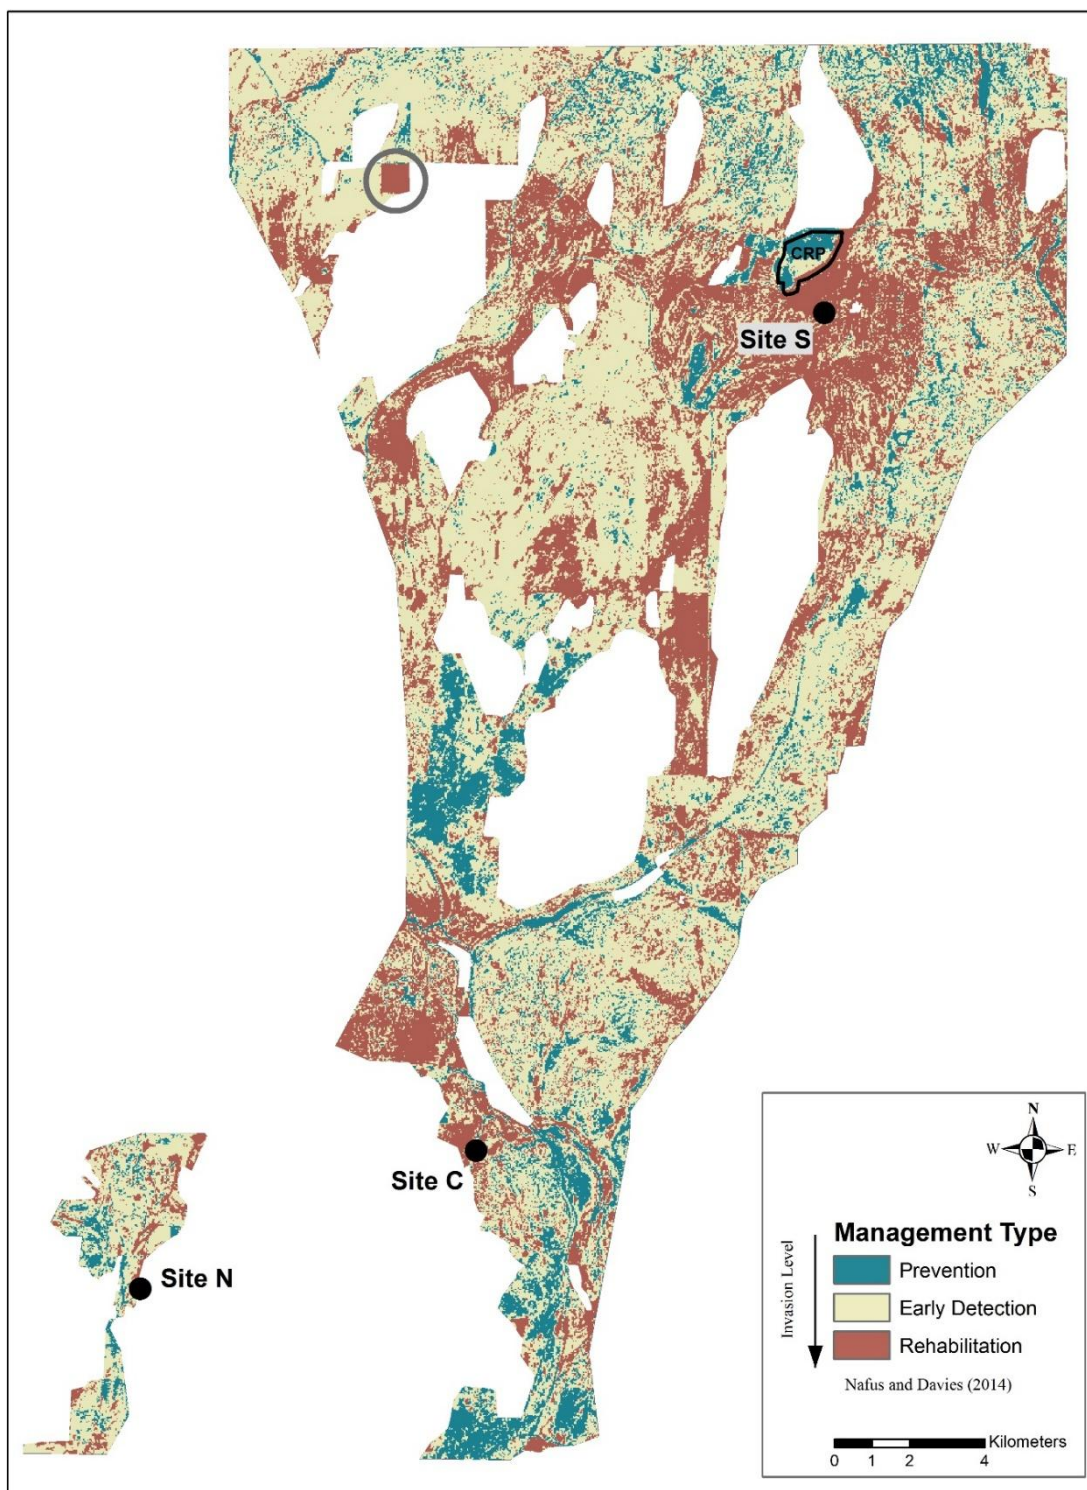 CRP
Site S
Site C
Site N
N
W E
S
Management Type
Invasion Level
Prevention
Early Detection
Rehabilitation
Nafus and Davies (2014)
Kilometers
0 1 2 4